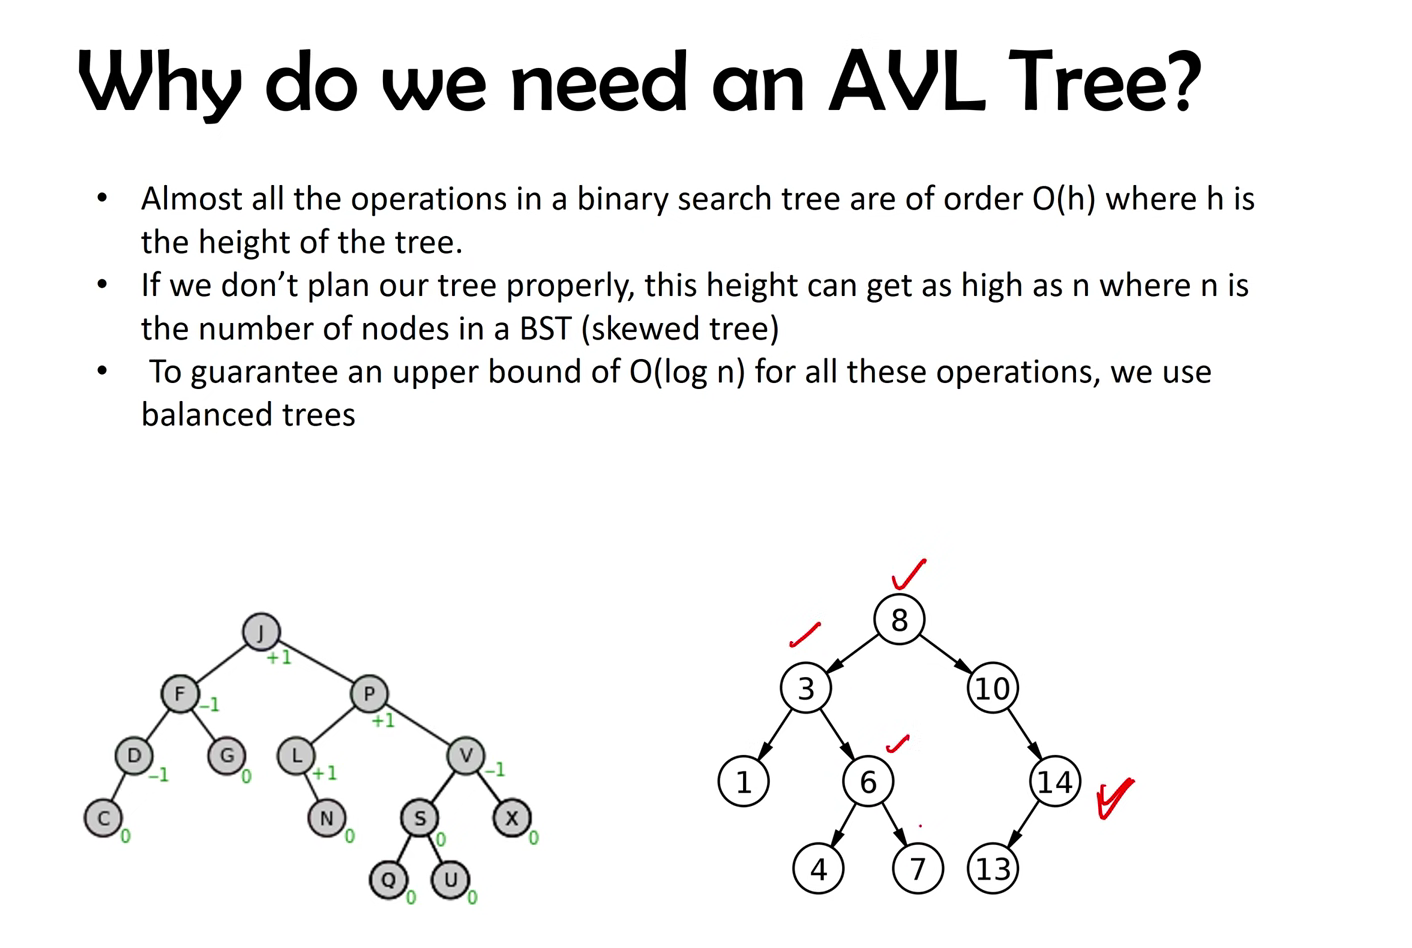 Why do we need an AVL Tree?
• Almost all the operations in a binary search tree are of order O(h) where h is
the height of the tree.
• If we don’t plan our tree properly, this height can get as high as n where n is
the number of nodes in a BST (skewed tree)
• To guarantee an upper bound of O(log n) for all these operations, we use
balanced trees
J
+1
F
−1
P
+1
D
−1
G
0
L
+1
V
−1
C
0
N
0
S
0
X
0
Q
0
U
0
8
3
10
1
6
14
4
7
13